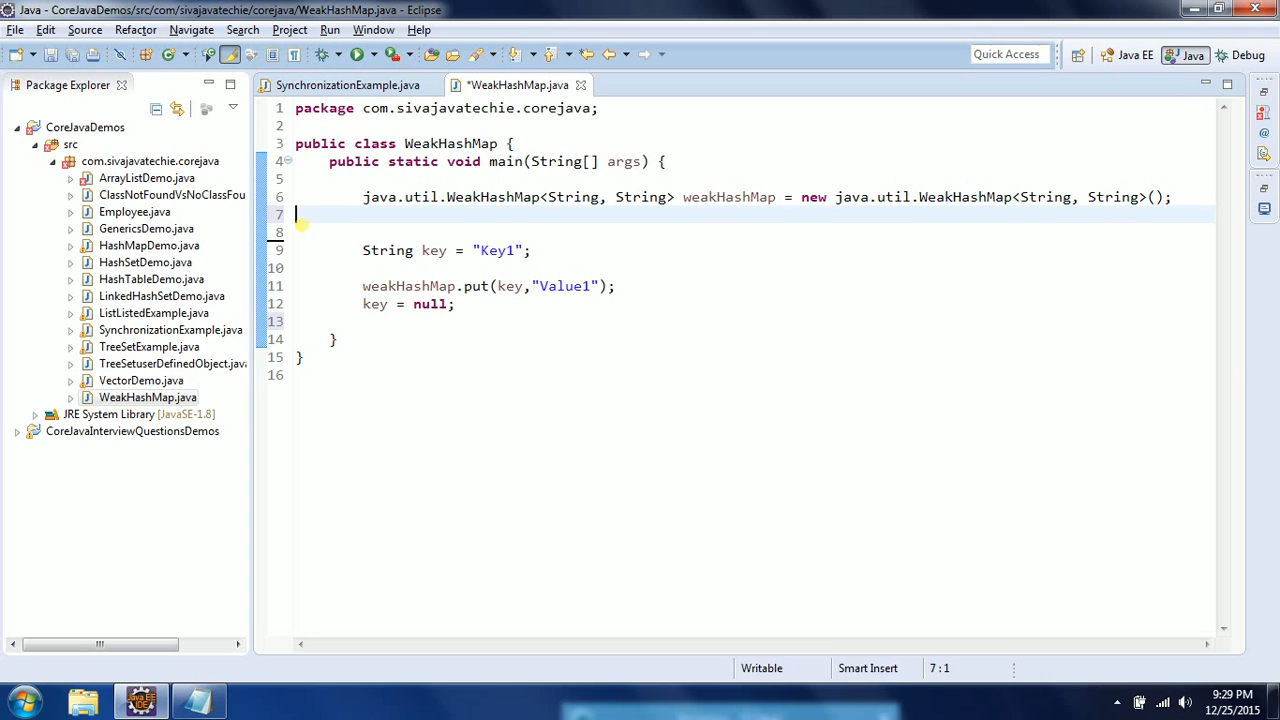 Java - CoreJavaDemos/src/com/sivajavatechie/corejava/WeakHashMap.java - Eclipse
File Edit Source Refactor Navigate Search Project Run Window Help
Quick Access Java EE Java Debug
Package Explorer
SynchronizationExample.java *WeakHashMap.java
CoreJavaDemos
src
com.sivajavatechie.corejava
ArrayListDemo.java
ClassNotFoundVsNoClassFou
Employee.java
GenericsDemo.java
HashMapDemo.java
HashSetDemo.java
HashTableDemo.java
LinkedHashSetDemo.java
ListListedExample.java
SynchronizationExample.java
TreeSetExample.java
TreeSetuserDefinedObject.java
VectorDemo.java
WeakHashMap.java
JRE System Library [JavaSE-1.8]
CoreJavaInterviewQuestionsDemos
1 package com.sivajavatechie.corejava;
2
3 public class WeakHashMap {
4 public static void main(String[] args) {
5
6 java.util.WeakHashMap<String, String> weakHashMap = new java.util.WeakHashMap<String, String>();
7
8
9 String key = "Key1";
10
11 weakHashMap.put(key,"Value1");
12 key = null;
13
14 }
15 }
16
Writable Smart Insert 7 : 1
Java EE IDE
9:29 PM
12/25/2015